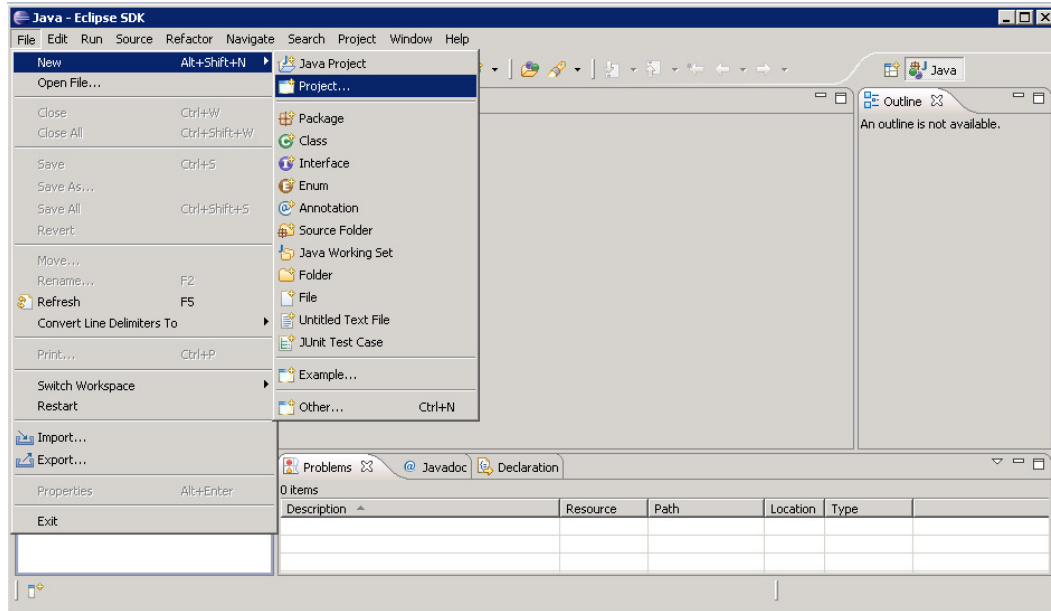 Java - Eclipse SDK
File Edit Run Source Refactor Navigate Search Project Window Help
New Alt+Shift+N
Open File...
Close Ctrl+W
Close All Ctrl+Shift+W
Save Ctrl+S
Save As...
Save All Ctrl+Shift+S
Revert
Move...
Rename... F2
Refresh F5
Convert Line Delimiters To
Print... Ctrl+P
Switch Workspace
Restart
Import...
Export...
Properties Alt+Enter
Exit
Java Project
Project...
Package
Class
Interface
Enum
Annotation
Source Folder
Java Working Set
Folder
File
Untitled Text File
JUnit Test Case
Example...
Other... Ctrl+N
Java
Outline
An outline is not available.
Problems @ Javadoc Declaration
0 items
Description Resource Path Location Type